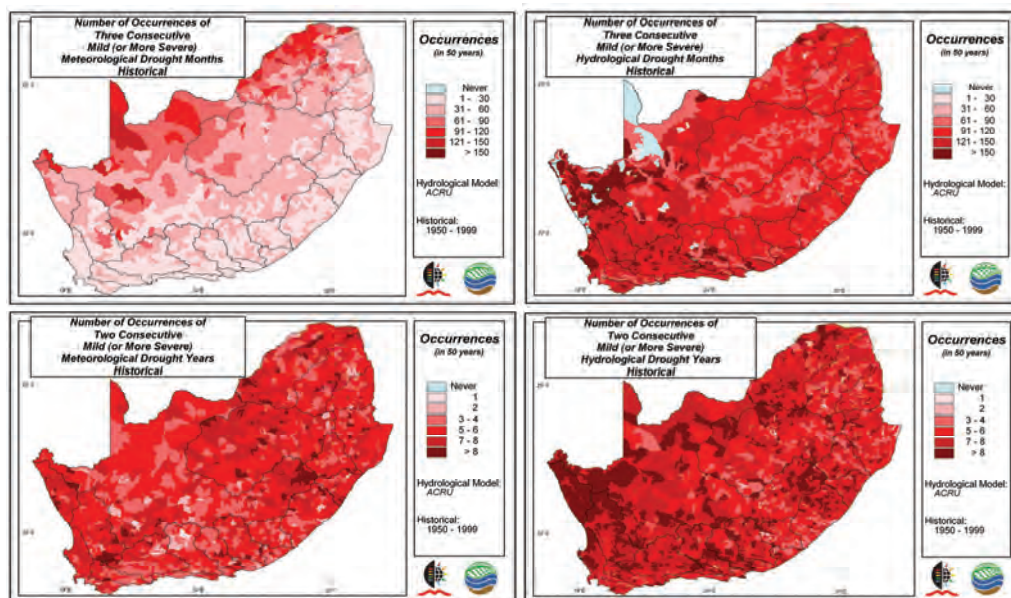 Number of Occurrences of
Three Consecutive
Mild (or More Severe)
Meteorological Drought Months
Historical
Occurrences
(in 50 years)
Never
1 - 30
31 - 60
61 - 90
91 - 120
121 - 150
> 150
Hydrological Model:
ACRU
Historical:
1950 - 1999
Number of Occurrences of
Three Consecutive
Mild (or More Severe)
Hydrological Drought Months
Historical
Occurrences
(in 50 years)
Never
1 - 30
31 - 60
61 - 90
91 - 120
121 - 150
> 150
Hydrological Model:
ACRU
Historical:
1950 - 1999
Number of Occurrences of
Two Consecutive
Mild (or More Severe)
Meteorological Drought Years
Historical
Occurrences
(in 50 years)
Never
1
2
3 - 4
5 - 6
7 - 8
> 8
Hydrological Model:
ACRU
Historical:
1950 - 1999
Number of Occurrences of
Two Consecutive
Mild (or More Severe)
Hydrological Drought Years
Historical
Occurrences
(in 50 years)
Never
1
2
3 - 4
5 - 6
7 - 8
> 8
Hydrological Model:
ACRU
Historical:
1950 - 1999